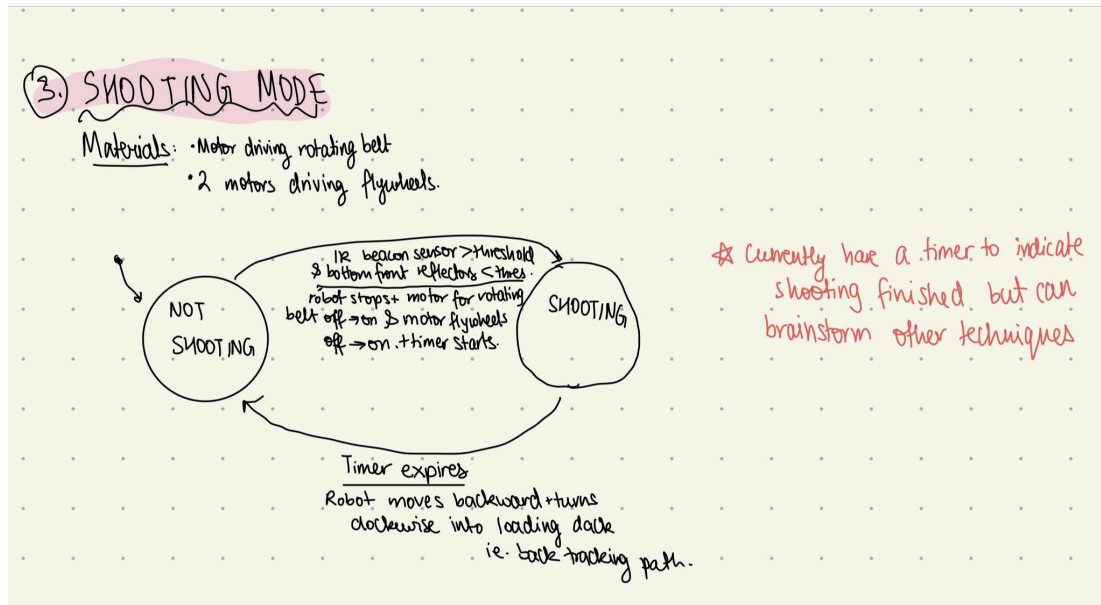 3. SHOOTING MODE
Materials: • Motor driving rotating belt
• 2 motors driving flywheels.
IR beacon sensor > threshold
& bottom front reflectors < thres.
robot stops + motor for rotating
belt off → on & motor flywheels
off → on. + timer starts.
NOT
SHOOTING
SHOOTING
☆ Currently have a timer to indicate
shooting finished but can
brainstorm other techniques
Timer expires
Robot moves backward + turns
clockwise into loading dack
ie. back tracking path.